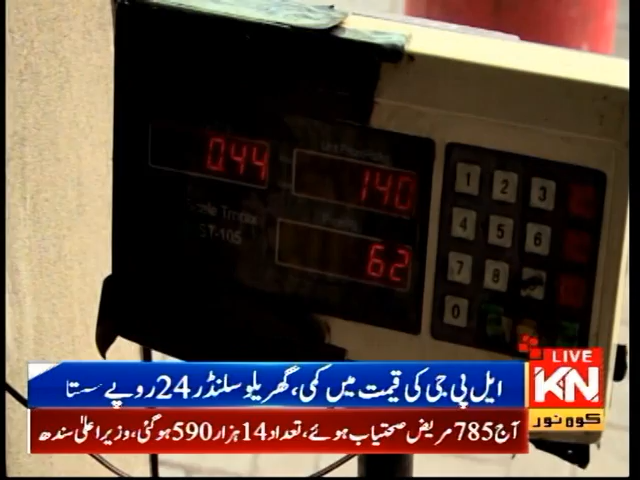 044
140
62
ST-105
1 2 3
4 5 6
7 8
0
LIVE
KN
کوہ نور
ایل پی جی کی قیمت میں کمی، گھریلو سلنڈر 24 روپے سستا
آج 785 مریض صحتیاب ہوئے، تعداد 14 ہزار 590 ہوگئی، وزیراعلیٰ سندھ